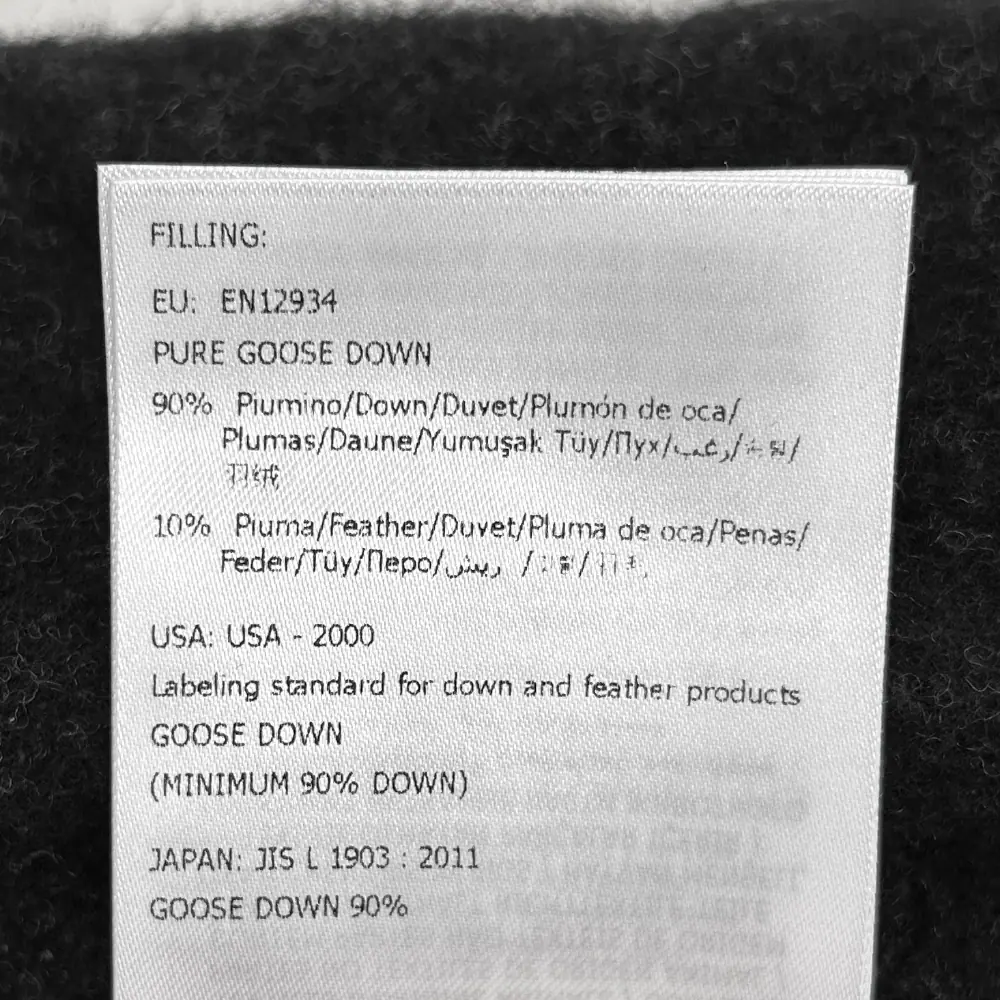 FILLING:
EU: EN12934
PURE GOOSE DOWN
90% Piumino/Down/Duvet/Plumón de oca/
Plumas/Daune/Yumuşak Tüy/Пух/زغب/
羽绒
10% Piuma/Feather/Duvet/Pluma de oca/Penas/
Feder/Tüy/Перо/ريش /
USA: USA - 2000
Labeling standard for down and feather products
GOOSE DOWN
(MINIMUM 90% DOWN)
JAPAN: JIS L 1903 : 2011
GOOSE DOWN 90%